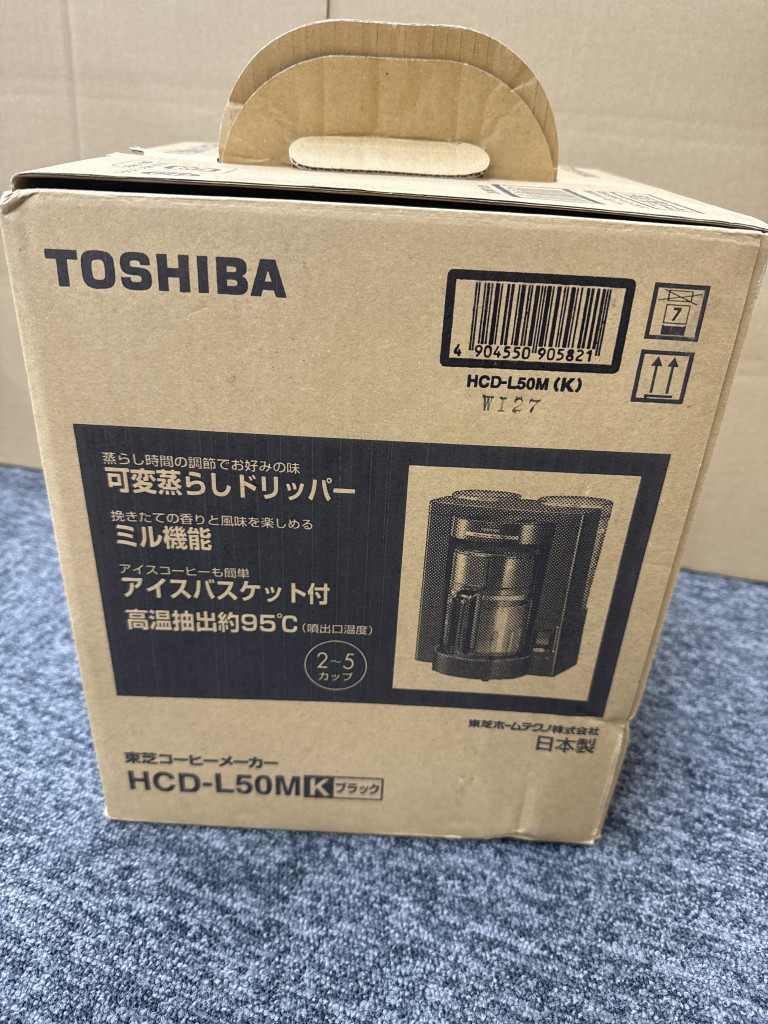 TOSHIBA
4 904550 905821
HCD-L50M (K)
WI27
7
蒸らし時間の調節でお好みの味
可変蒸らしドリッパー
挽きたての香りと風味を楽しめる
ミル機能
アイスコーヒーも簡単
アイスバスケット付
高温抽出約95℃(噴出口温度)
2～5
カップ
東芝ホームテクノ株式会社
日本製
東芝コーヒーメーカー
HCD-L50M K ブラック